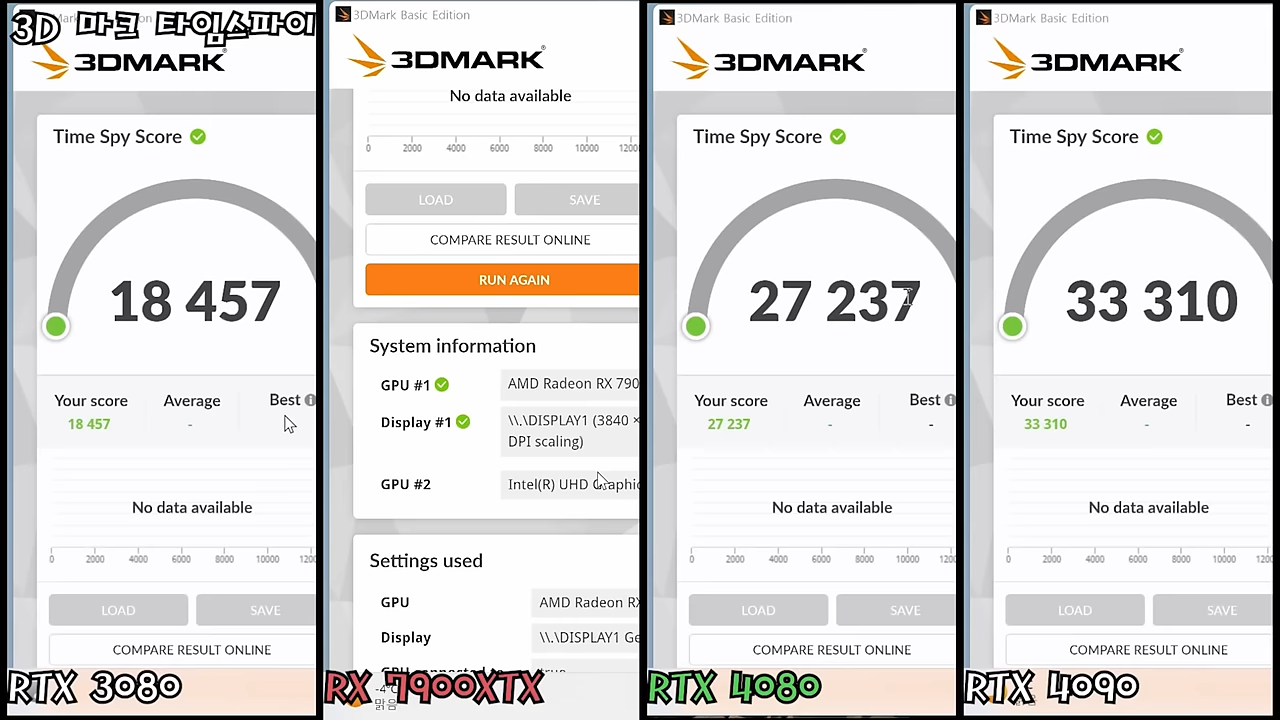 3D 마크 타임스파이
3DMARK
Time Spy Score
18 457
Your score Average Best
18 457 -
No data available
0 2000 4000 6000 8000 10000
LOAD SAVE
COMPARE RESULT ONLINE
RTX 3080
3DMark Basic Edition
3DMARK
No data available
0 2000 4000 6000 8000 10000
LOAD SAVE
COMPARE RESULT ONLINE
RUN AGAIN
System information
GPU #1 AMD Radeon RX 790
Display #1 \\.\DISPLAY1 (3840 ×
DPI scaling)
GPU #2 Intel(R) UHD Graphic
Settings used
GPU AMD Radeon RX
Display \\.\DISPLAY1 Ge
GPU connected to true
RX 7900XTX
-4°C
맑음
3DMark Basic Edition
3DMARK
Time Spy Score
27 237
Your score Average Best
27 237 - -
No data available
0 2000 4000 6000 8000 10000
LOAD SAVE
COMPARE RESULT ONLINE
RTX 4080
3DMark Basic Edition
3DMARK
Time Spy Score
33 310
Your score Average Best
33 310 - -
No data available
0 2000 4000 6000 8000 10000
LOAD SAVE
COMPARE RESULT ONLINE
RTX 4090